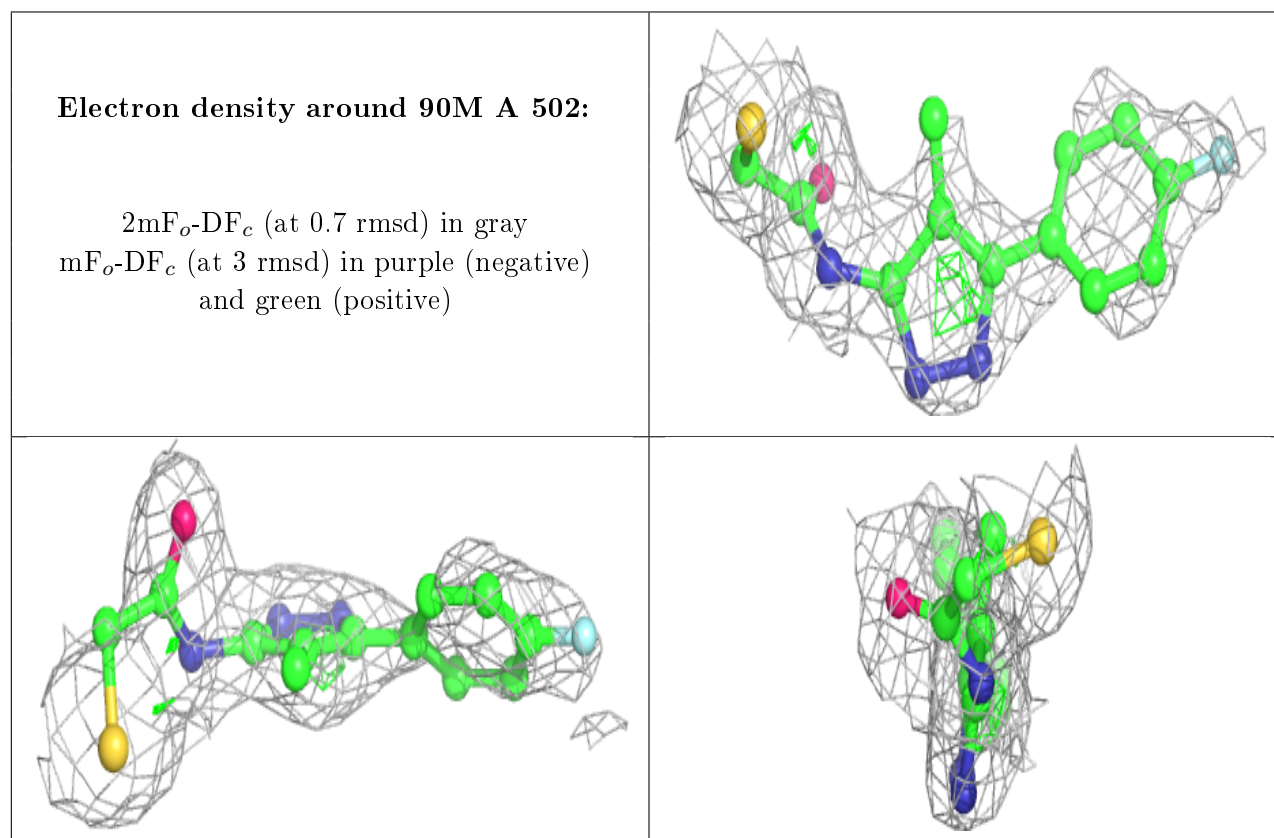 Electron density around 90M A 502:
2mFₒ-DF𝒸 (at 0.7 rmsd) in gray
mFₒ-DF𝒸 (at 3 rmsd) in purple (negative)
and green (positive)